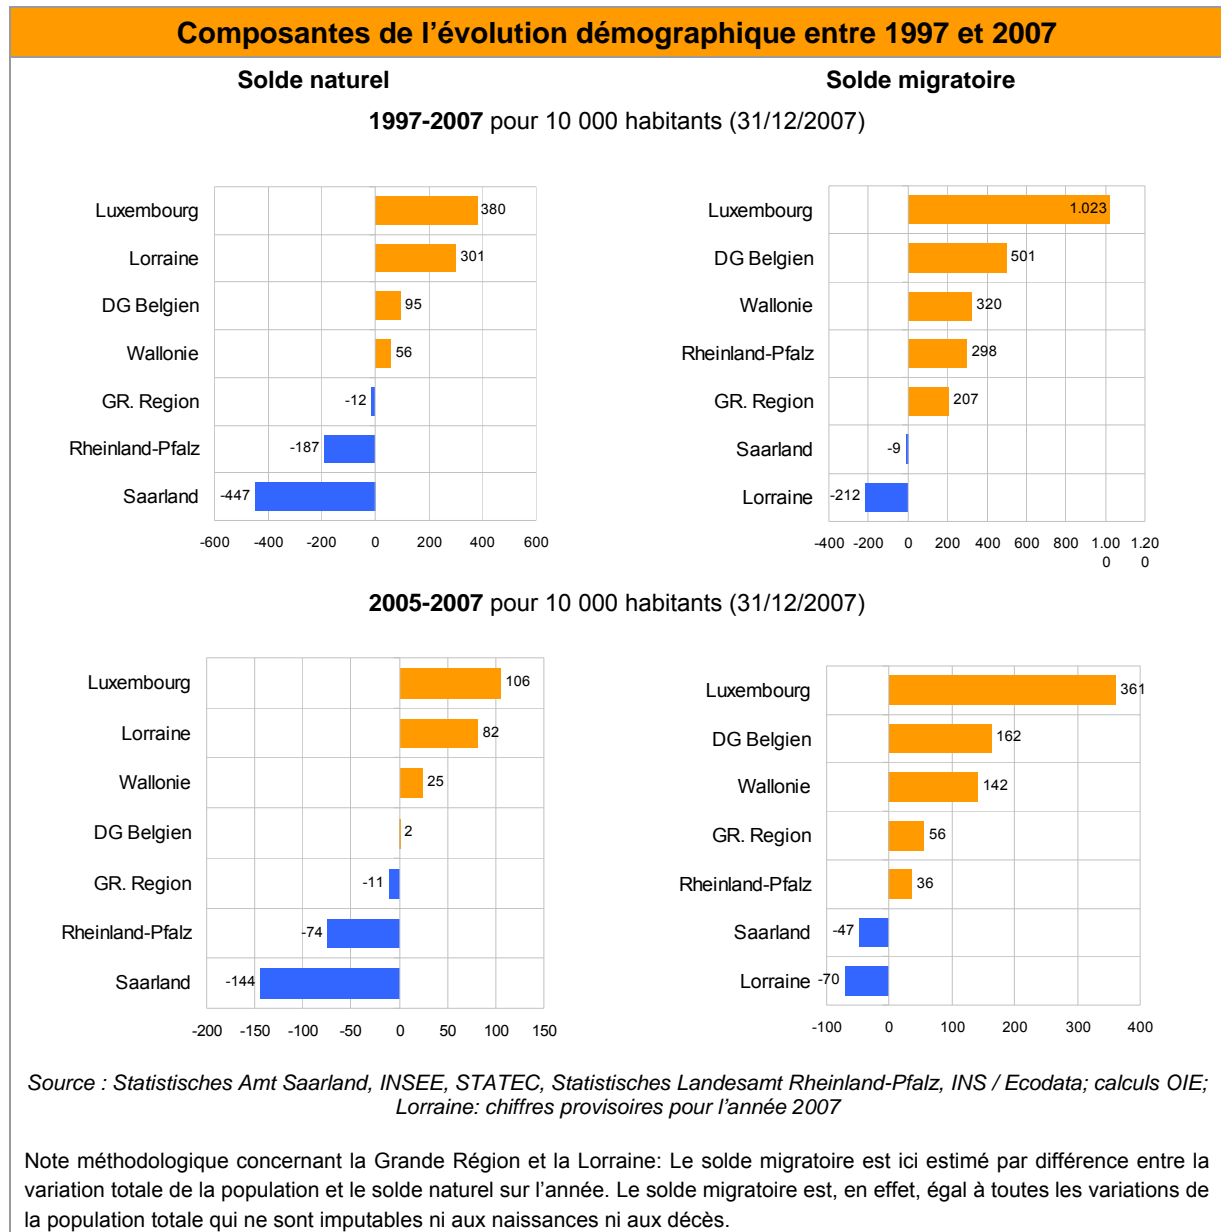 Composantes de l’évolution démographique entre 1997 et 2007
Solde naturel
Solde migratoire
1997-2007 pour 10 000 habitants (31/12/2007)
Luxembourg 380
Lorraine 301
DG Belgien 95
Wallonie 56
GR. Region -12
Rheinland-Pfalz -187
Saarland -447
-600 -400 -200 0 200 400 600
Luxembourg 1.023
DG Belgien 501
Wallonie 320
Rheinland-Pfalz 298
GR. Region 207
Saarland -9
Lorraine -212
-400 -200 0 200 400 600 800 1.00 1.20
0 0
2005-2007 pour 10 000 habitants (31/12/2007)
Luxembourg 106
Lorraine 82
Wallonie 25
DG Belgien 2
GR. Region -11
Rheinland-Pfalz -74
Saarland -144
-200 -150 -100 -50 0 50 100 150
Luxembourg 361
DG Belgien 162
Wallonie 142
GR. Region 56
Rheinland-Pfalz 36
Saarland -47
Lorraine -70
-100 0 100 200 300 400
Source : Statistisches Amt Saarland, INSEE, STATEC, Statistisches Landesamt Rheinland-Pfalz, INS / Ecodata; calculs OIE;
Lorraine: chiffres provisoires pour l’année 2007
Note méthodologique concernant la Grande Région et la Lorraine: Le solde migratoire est ici estimé par différence entre la
variation totale de la population et le solde naturel sur l’année. Le solde migratoire est, en effet, égal à toutes les variations de
la population totale qui ne sont imputables ni aux naissances ni aux décès.